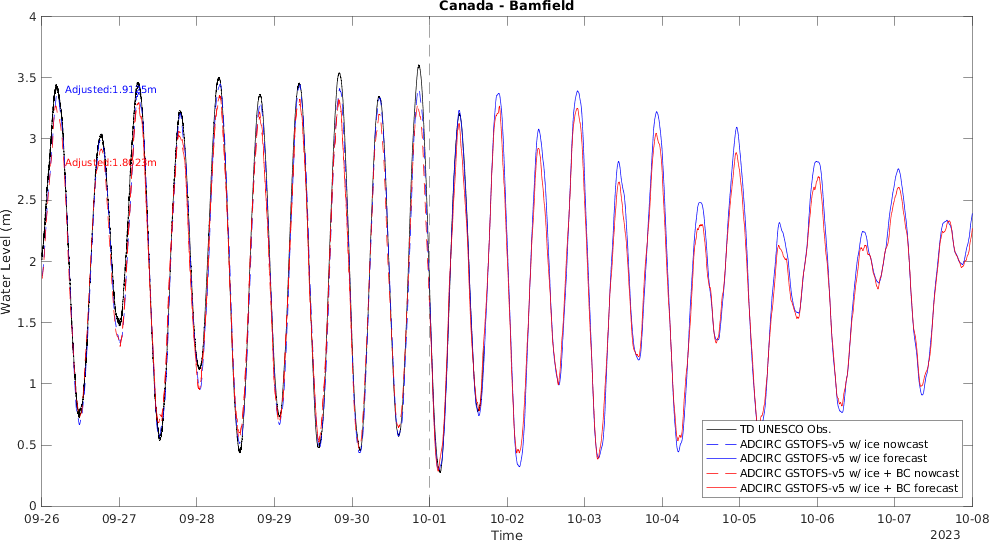 Canada - Bamfield
4
3.5
3
2.5
2
1.5
1
0.5
0
Water Level (m)
09-26
09-27
09-28
09-29
09-30
10-01
10-02
10-03
10-04
10-05
10-06
10-07
10-08
Time
2023
TD UNESCO Obs.
ADCIRC GSTOFS-v5 w/ ice nowcast
ADCIRC GSTOFS-v5 w/ ice forecast
ADCIRC GSTOFS-v5 w/ ice + BC nowcast
ADCIRC GSTOFS-v5 w/ ice + BC forecast